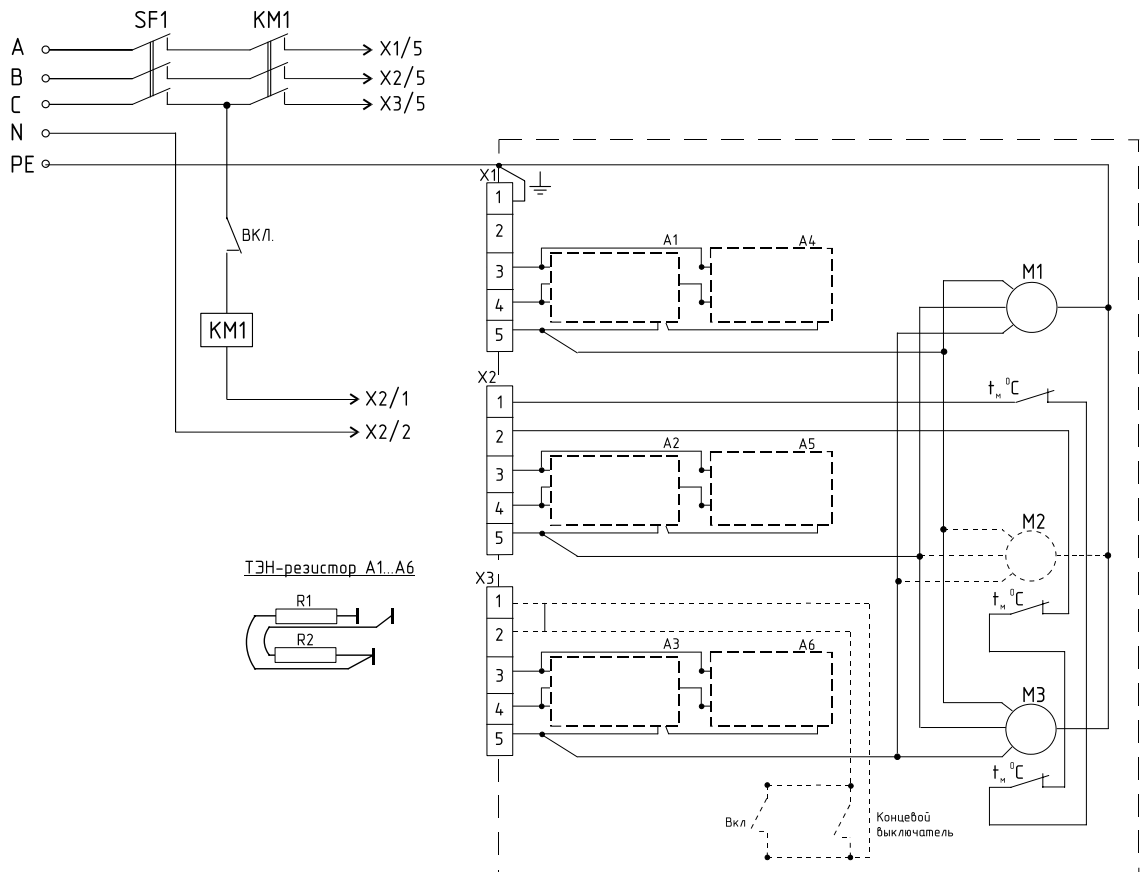 SF1 KM1
A X1/5
B X2/5
C X3/5
N
PE
X1
1
2
3
4
5
A1 A4
M1
ВКЛ.
KM1
X2/1
X2/2
X2
1
2
3
4
5
tм °C
A2 A5
M2
tм °C
ТЭН-резистор А1...А6
R1
R2
X3
1
2
3
4
5
A3 A6
M3
tм °C
Вкл
Концевой
выключатель